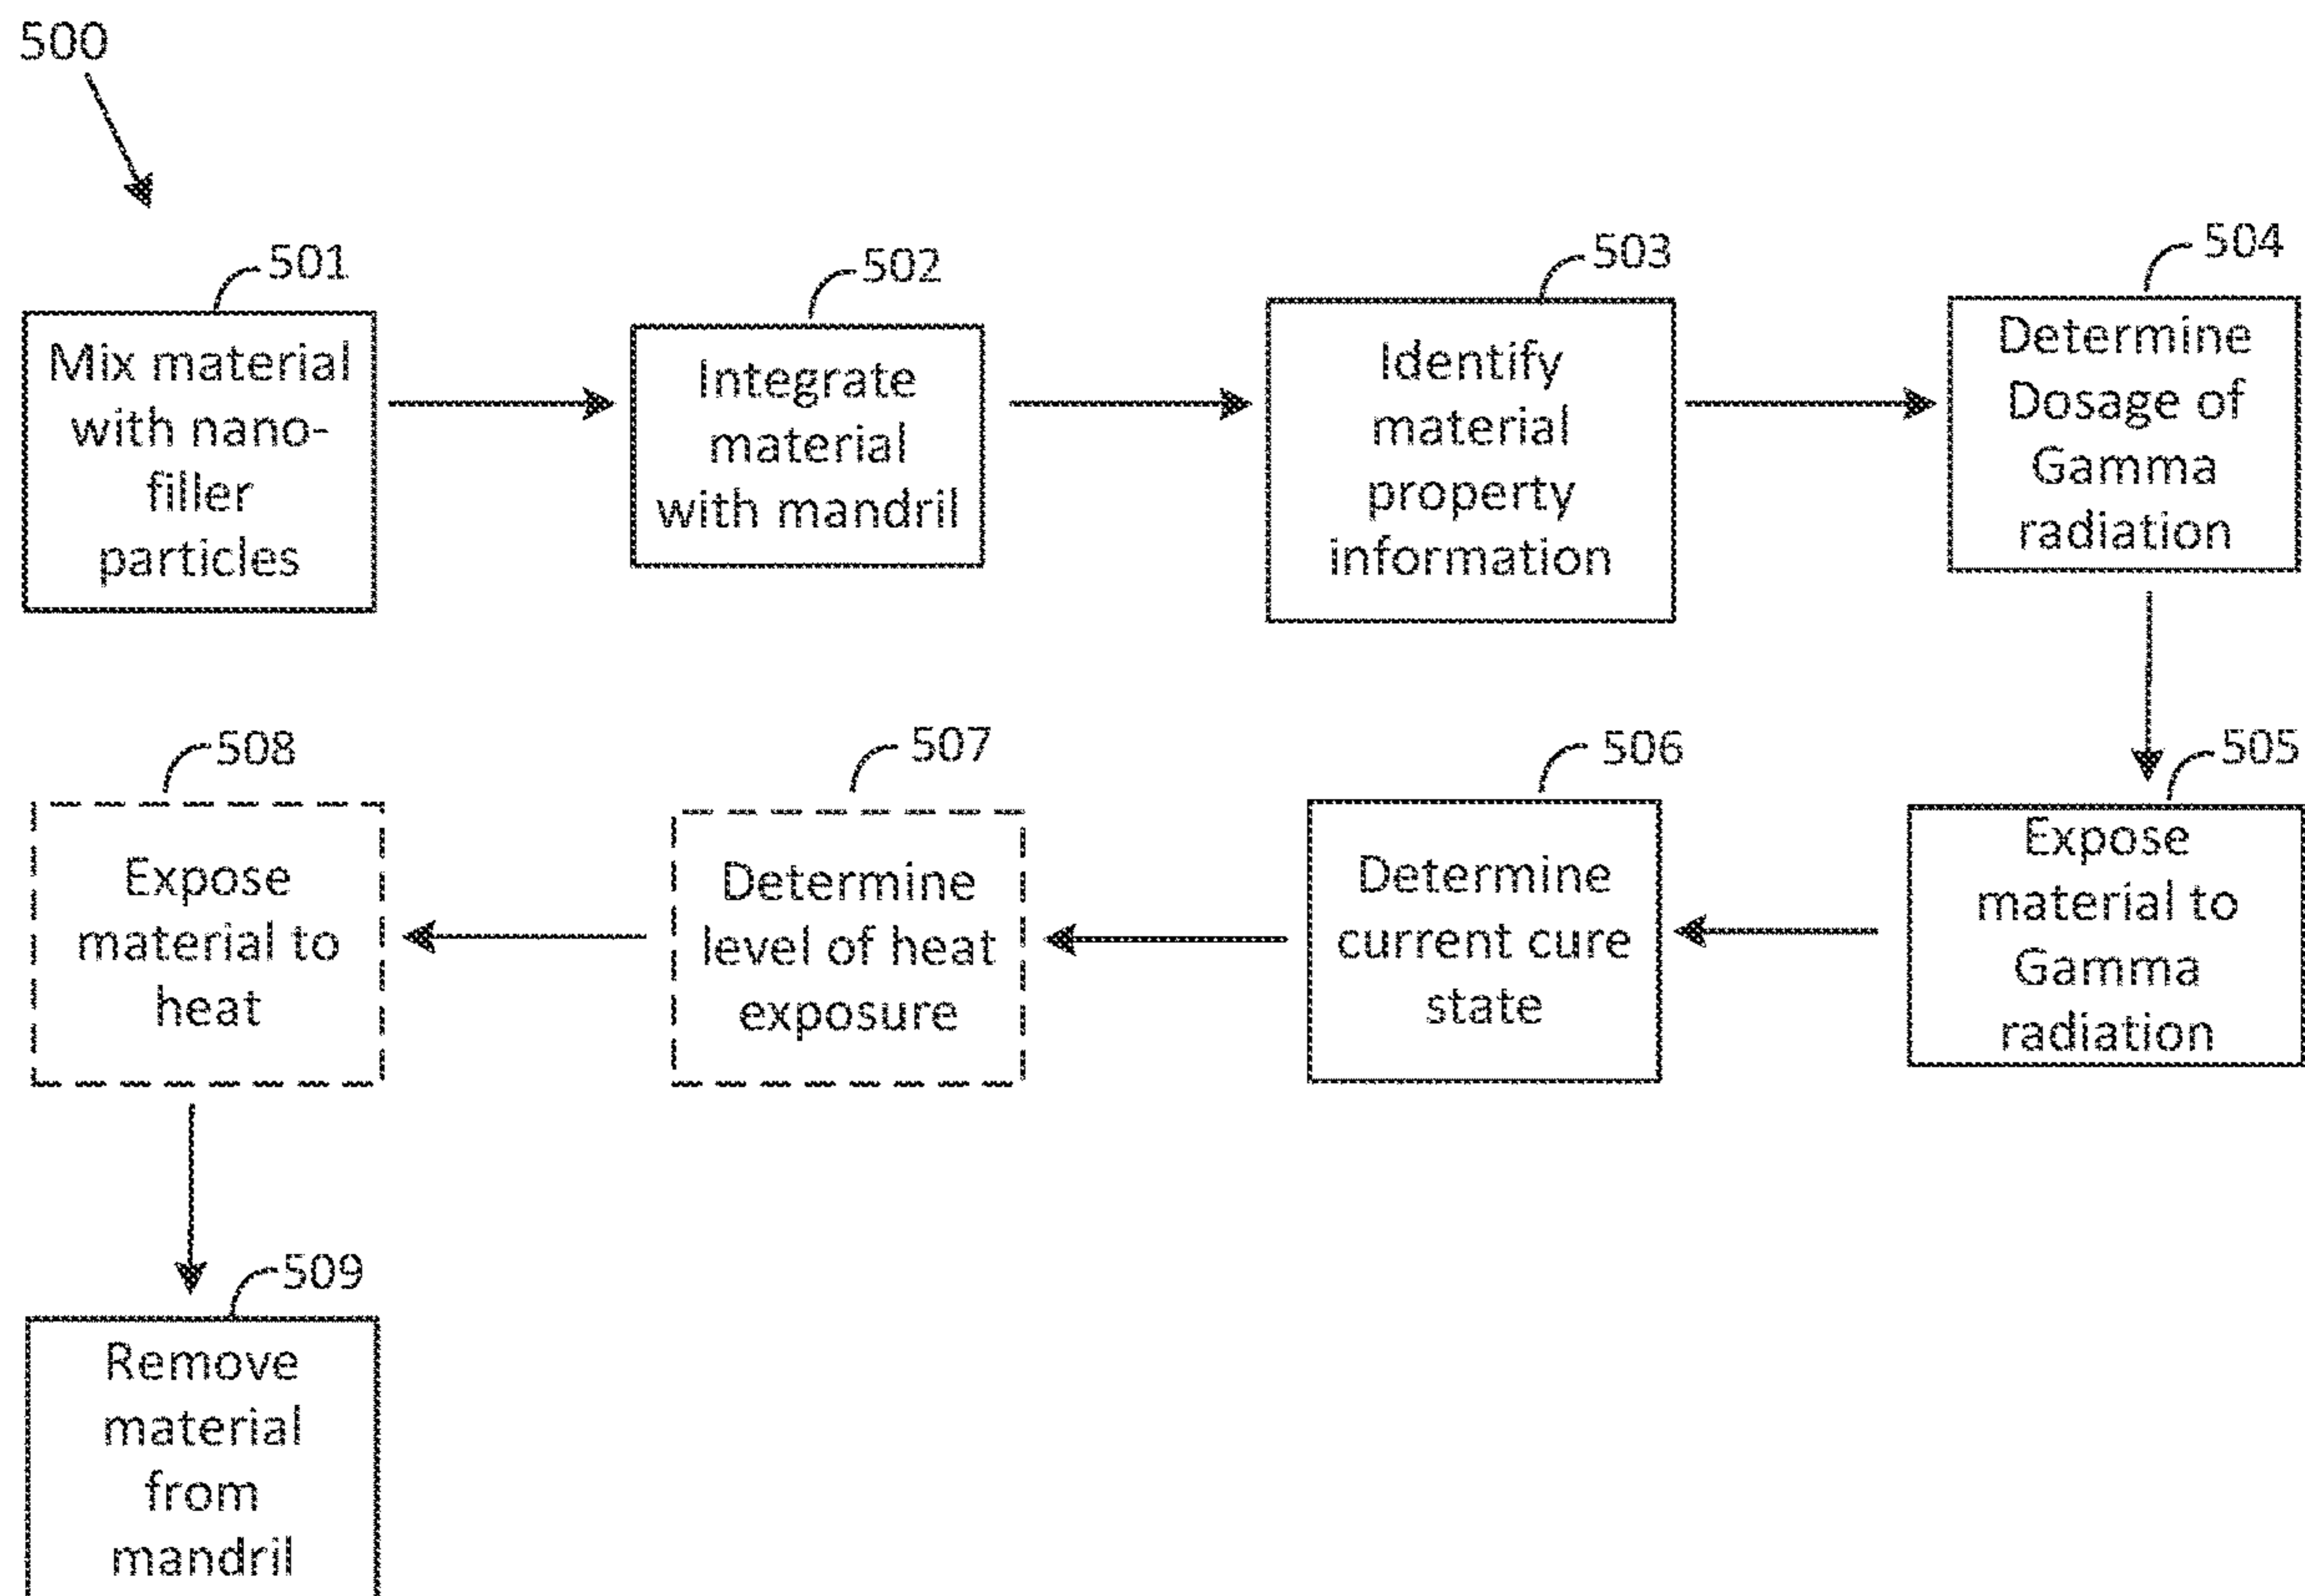 500
501
Mix material
with nano-
filler
particles
502
Integrate
material
with mandril
503
Identify
material
property
information
504
Determine
Dosage of
Gamma
radiation
505
Expose
material to
Gamma
radiation
506
Determine
current cure
state
507
Determine
level of heat
exposure
508
Expose
material to
heat
509
Remove
material
from
mandril